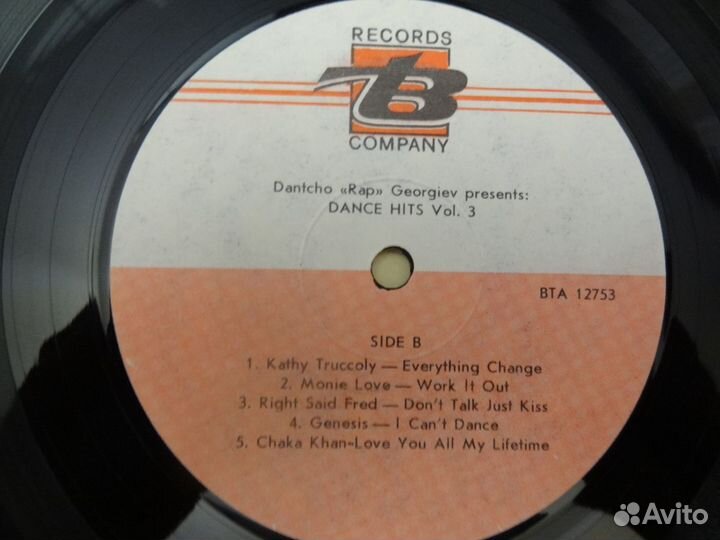 RECORDS
TB
COMPANY
Dantcho «Rap» Georgiev presents:
DANCE HITS Vol. 3
BTA 12753
SIDE B
1. Kathy Truccoly — Everything Change
2. Monie Love — Work It Out
3. Right Said Fred — Don't Talk Just Kiss
4. Genesis — I Can't Dance
5. Chaka Khan-Love You All My Lifetime
Avito